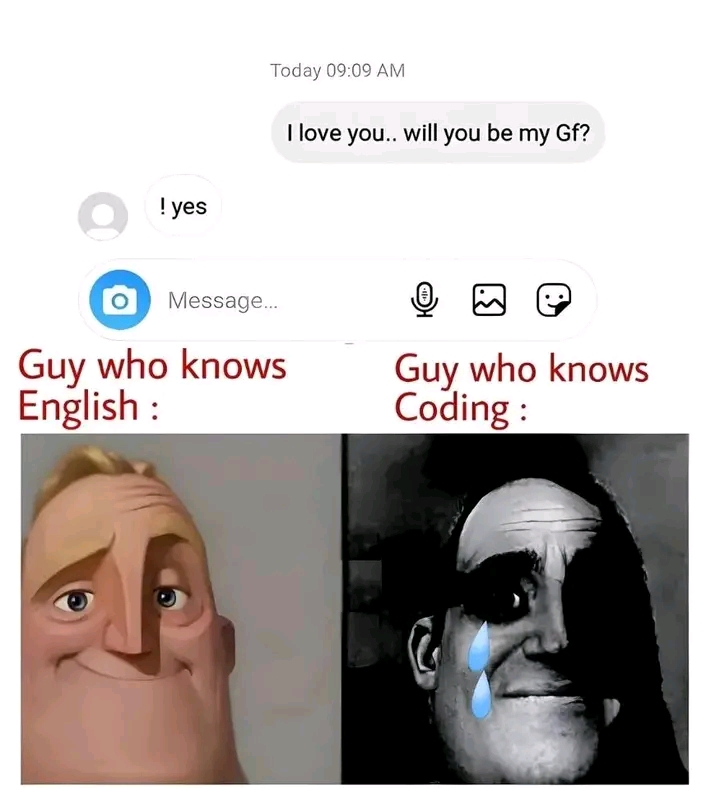 Today 09:09 AM
I love you.. will you be my Gf?
! yes
Message...
Guy who knows
English :
Guy who knows
Coding :